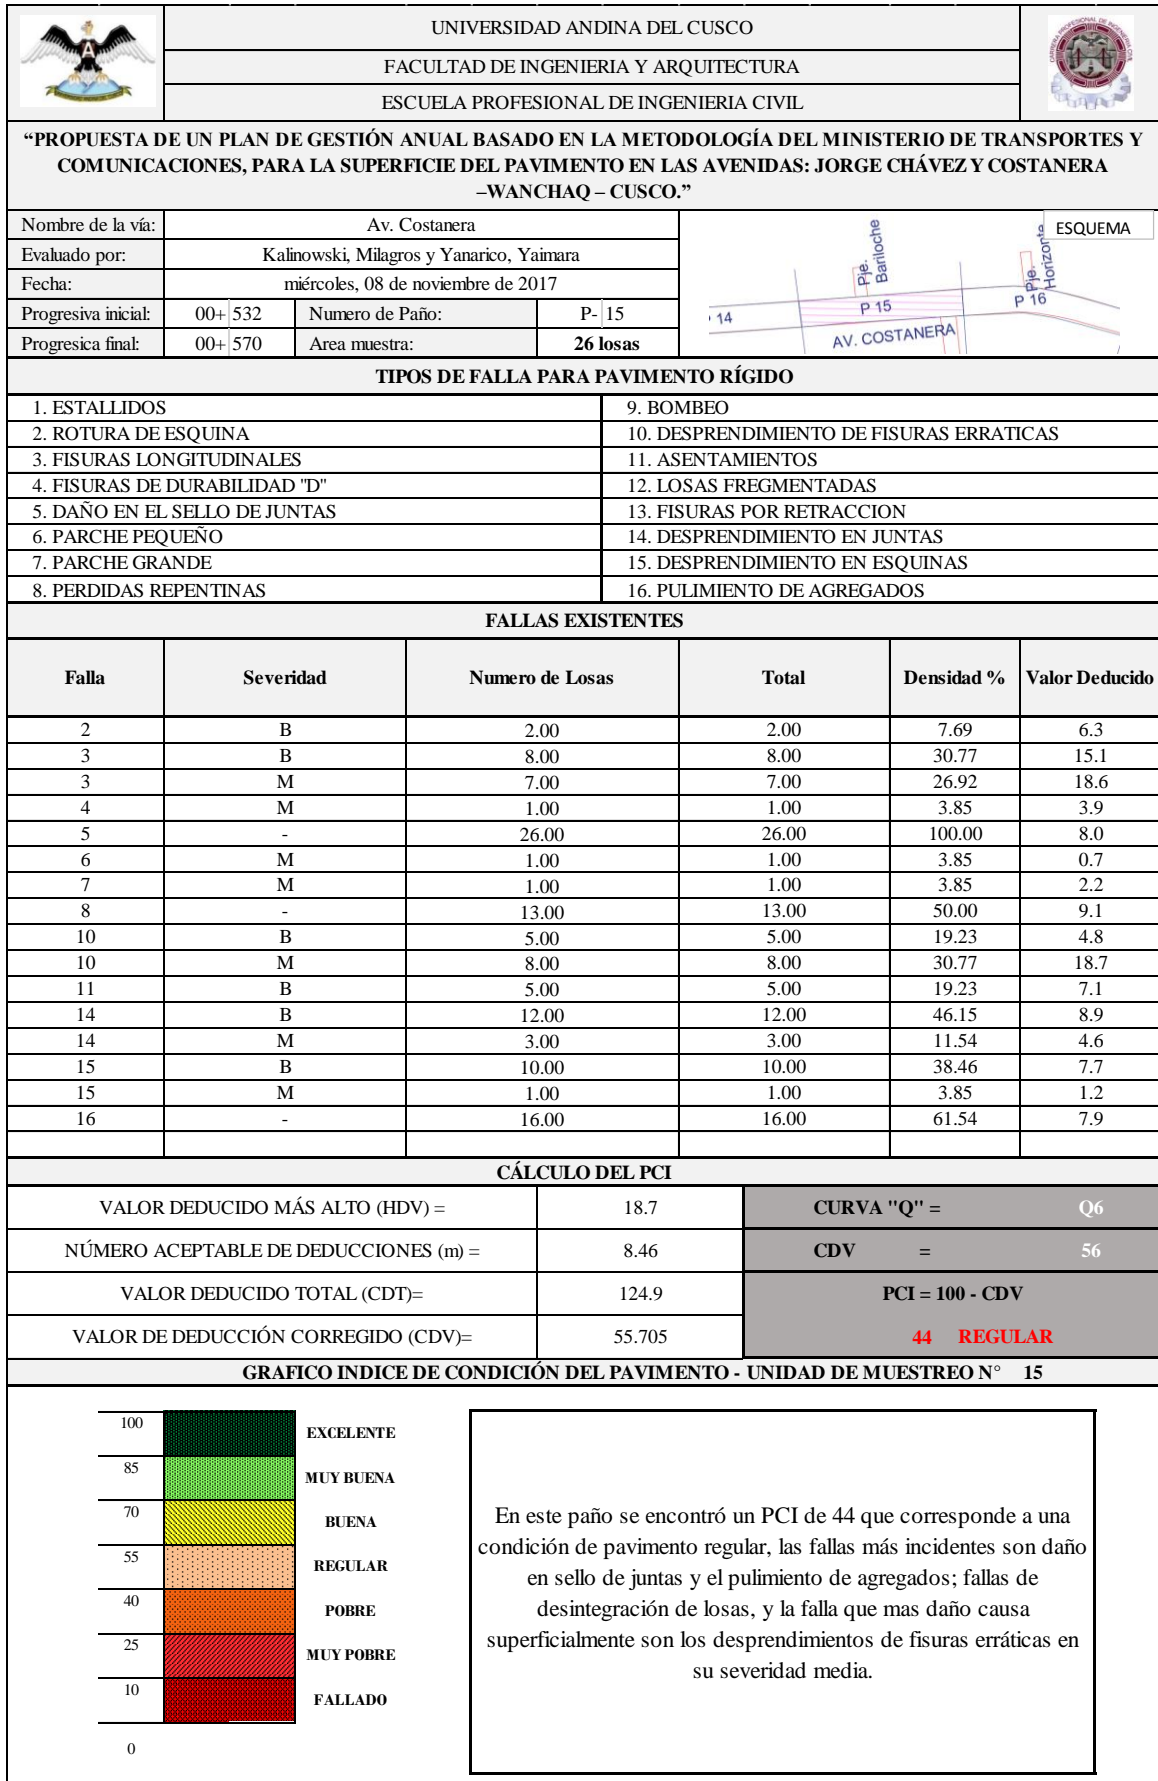 UNIVERSIDAD ANDINA DEL CUSCO
FACULTAD DE INGENIERIA Y ARQUITECTURA
ESCUELA PROFESIONAL DE INGENIERIA CIVIL
“PROPUESTA DE UN PLAN DE GESTIÓN ANUAL BASADO EN LA METODOLOGÍA DEL MINISTERIO DE TRANSPORTES Y
COMUNICACIONES, PARA LA SUPERFICIE DEL PAVIMENTO EN LAS AVENIDAS: JORGE CHÁVEZ Y COSTANERA
–WANCHAQ – CUSCO.”
Nombre de la vía: Av. Costanera
Evaluado por: Kalinowski, Milagros y Yanarico, Yaimara
Fecha: miércoles, 08 de noviembre de 2017
Progresiva inicial: 00+ 532 Numero de Paño: P- 15
Progresica final: 00+ 570 Area muestra: 26 losas
ESQUEMA
Pje. Bariloche
Pje. Horizonte
14
P 15
P 16
AV. COSTANERA
TIPOS DE FALLA PARA PAVIMENTO RÍGIDO
1. ESTALLIDOS 9. BOMBEO
2. ROTURA DE ESQUINA 10. DESPRENDIMIENTO DE FISURAS ERRATICAS
3. FISURAS LONGITUDINALES 11. ASENTAMIENTOS
4. FISURAS DE DURABILIDAD "D" 12. LOSAS FREGMENTADAS
5. DAÑO EN EL SELLO DE JUNTAS 13. FISURAS POR RETRACCION
6. PARCHE PEQUEÑO 14. DESPRENDIMIENTO EN JUNTAS
7. PARCHE GRANDE 15. DESPRENDIMIENTO EN ESQUINAS
8. PERDIDAS REPENTINAS 16. PULIMIENTO DE AGREGADOS
FALLAS EXISTENTES
Falla Severidad Numero de Losas Total Densidad % Valor Deducido
2 B 2.00 2.00 7.69 6.3
3 B 8.00 8.00 30.77 15.1
3 M 7.00 7.00 26.92 18.6
4 M 1.00 1.00 3.85 3.9
5 - 26.00 26.00 100.00 8.0
6 M 1.00 1.00 3.85 0.7
7 M 1.00 1.00 3.85 2.2
8 - 13.00 13.00 50.00 9.1
10 B 5.00 5.00 19.23 4.8
10 M 8.00 8.00 30.77 18.7
11 B 5.00 5.00 19.23 7.1
14 B 12.00 12.00 46.15 8.9
14 M 3.00 3.00 11.54 4.6
15 B 10.00 10.00 38.46 7.7
15 M 1.00 1.00 3.85 1.2
16 - 16.00 16.00 61.54 7.9
CÁLCULO DEL PCI
VALOR DEDUCIDO MÁS ALTO (HDV) = 18.7 CURVA "Q" = Q6
NÚMERO ACEPTABLE DE DEDUCCIONES (m) = 8.46 CDV = 56
VALOR DEDUCIDO TOTAL (CDT)= 124.9 PCI = 100 - CDV
VALOR DE DEDUCCIÓN CORREGIDO (CDV)= 55.705 44 REGULAR
GRAFICO INDICE DE CONDICIÓN DEL PAVIMENTO - UNIDAD DE MUESTREO N° 15
100 EXCELENTE
85 MUY BUENA
70 BUENA
55 REGULAR
40 POBRE
25 MUY POBRE
10 FALLADO
0
En este paño se encontró un PCI de 44 que corresponde a una
condición de pavimento regular, las fallas más incidentes son daño
en sello de juntas y el pulimiento de agregados; fallas de
desintegración de losas, y la falla que mas daño causa
superficialmente son los desprendimientos de fisuras erráticas en
su severidad media.